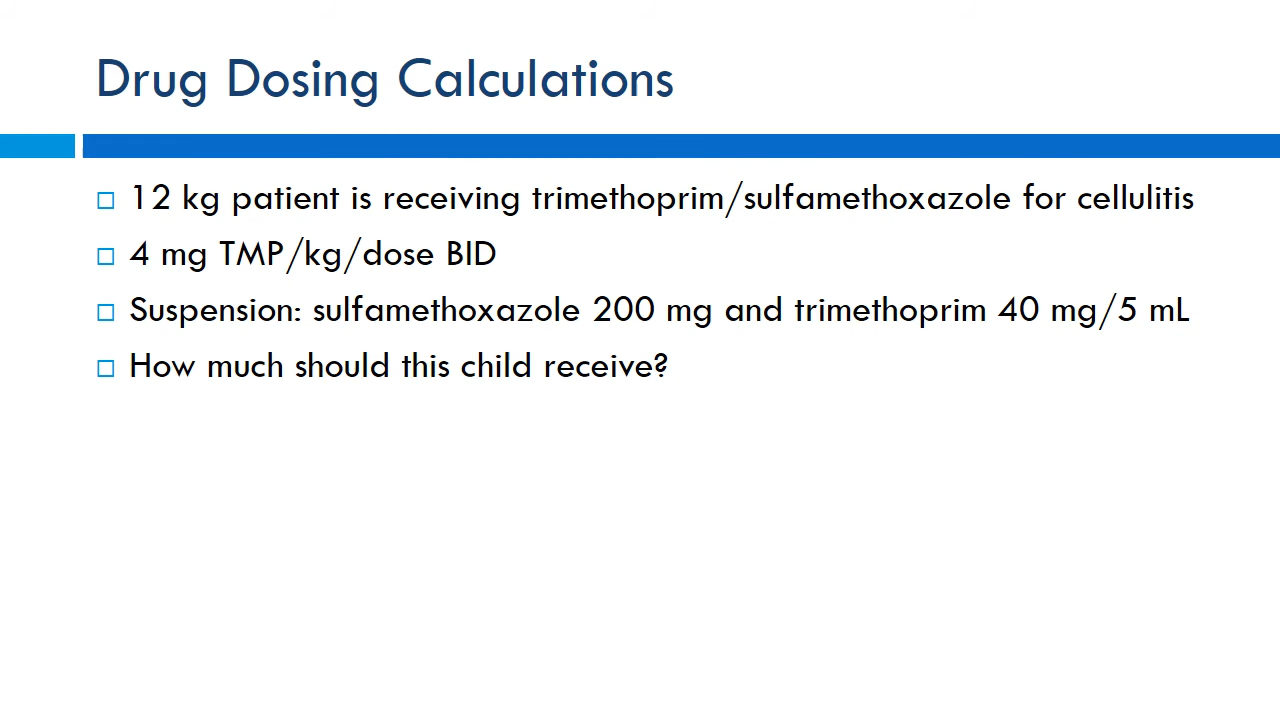 Drug Dosing Calculations
12 kg patient is receiving trimethoprim/sulfamethoxazole for cellulitis
4 mg TMP/kg/dose BID
Suspension: sulfamethoxazole 200 mg and trimethoprim 40 mg/5 mL
How much should this child receive?